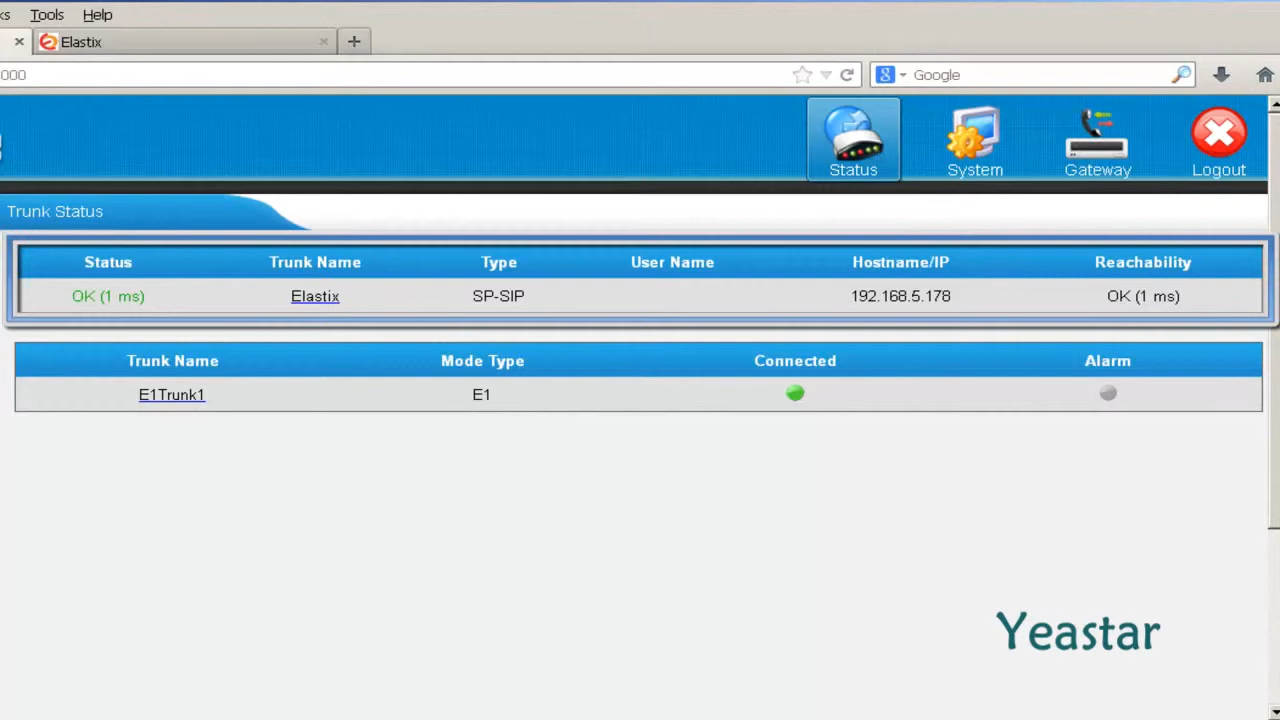 Tools Help
Elastix
000 Google
Status System Gateway Logout
Trunk Status
Status Trunk Name Type User Name Hostname/IP Reachability
OK (1 ms) Elastix SP-SIP 192.168.5.178 OK (1 ms)
Trunk Name Mode Type Connected Alarm
E1Trunk1 E1
Yeastar